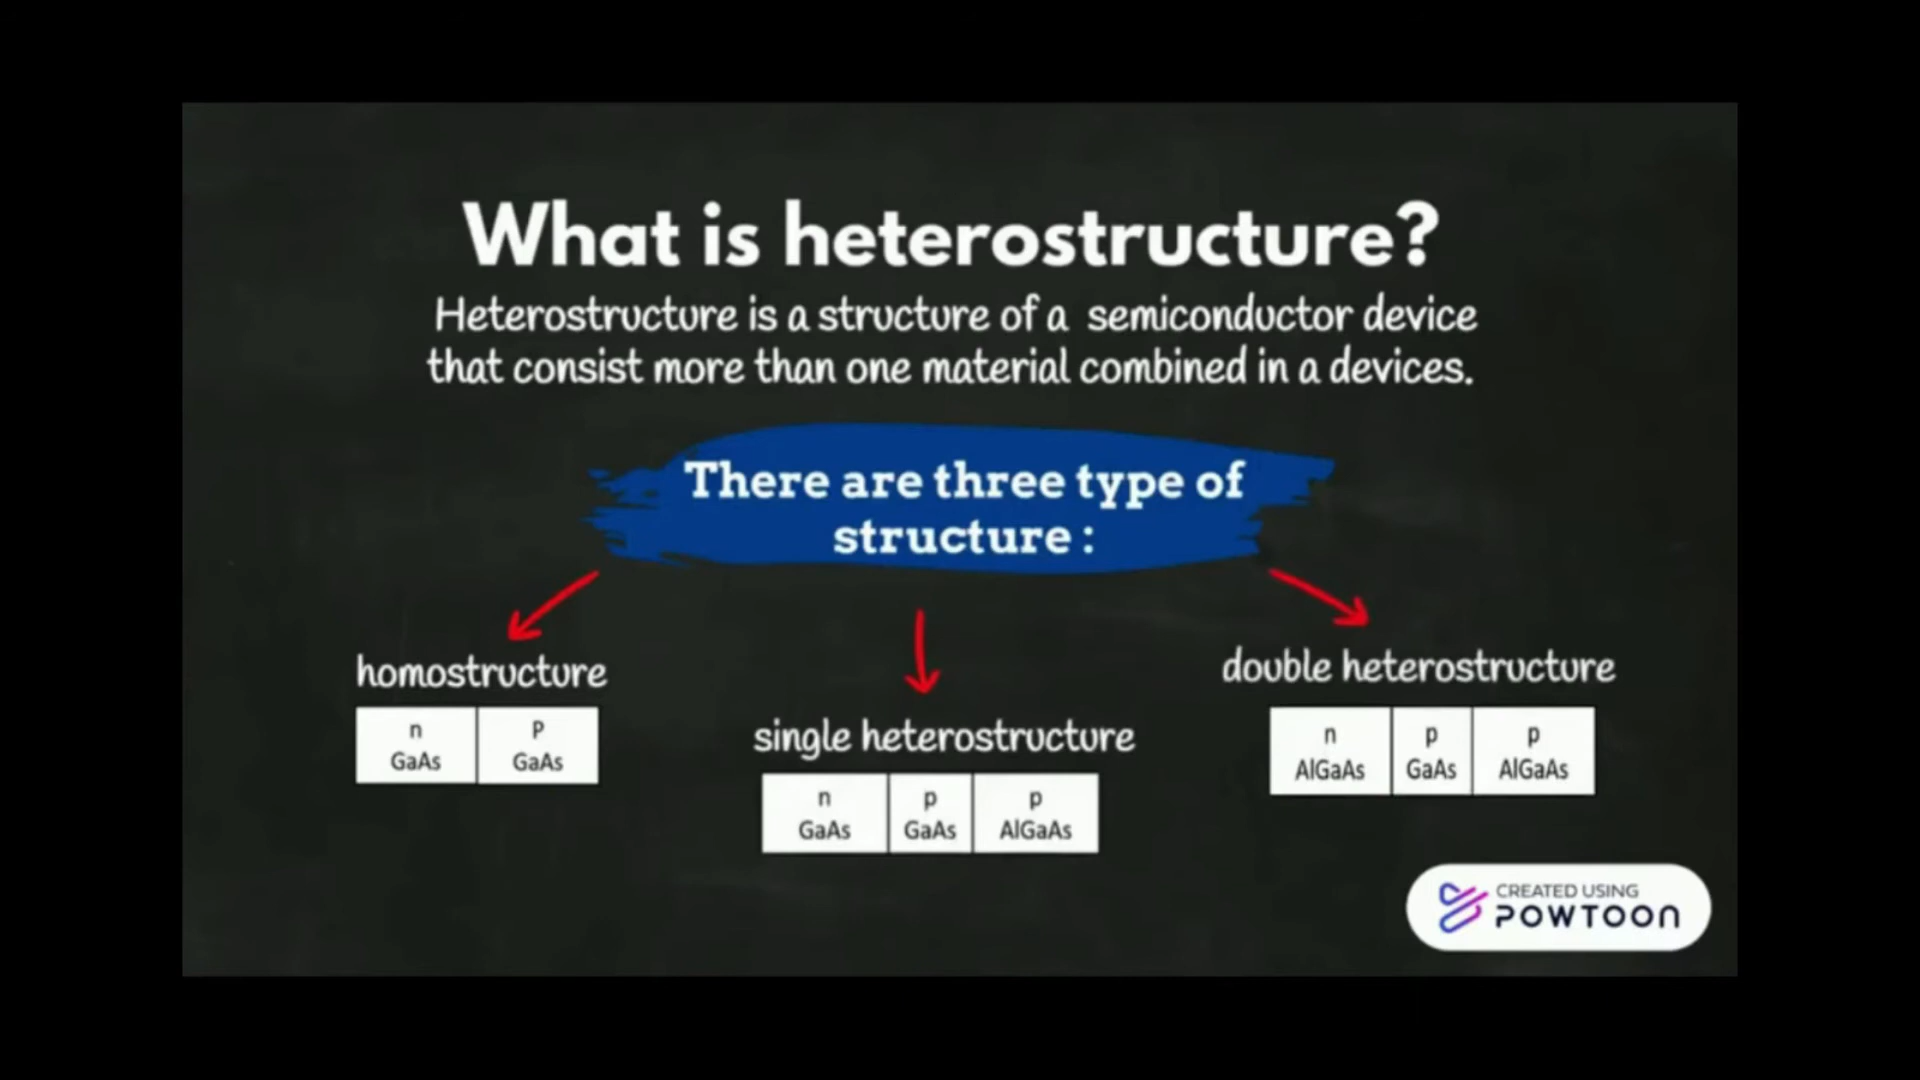 What is heterostructure?
Heterostructure is a structure of a semiconductor device
that consist more than one material combined in a devices.
There are three type of
structure :
homostructure
n P
GaAs GaAs
single heterostructure
n p p
GaAs GaAs AlGaAs
double heterostructure
n p p
AlGaAs GaAs AlGaAs
CREATED USING
POWTOON